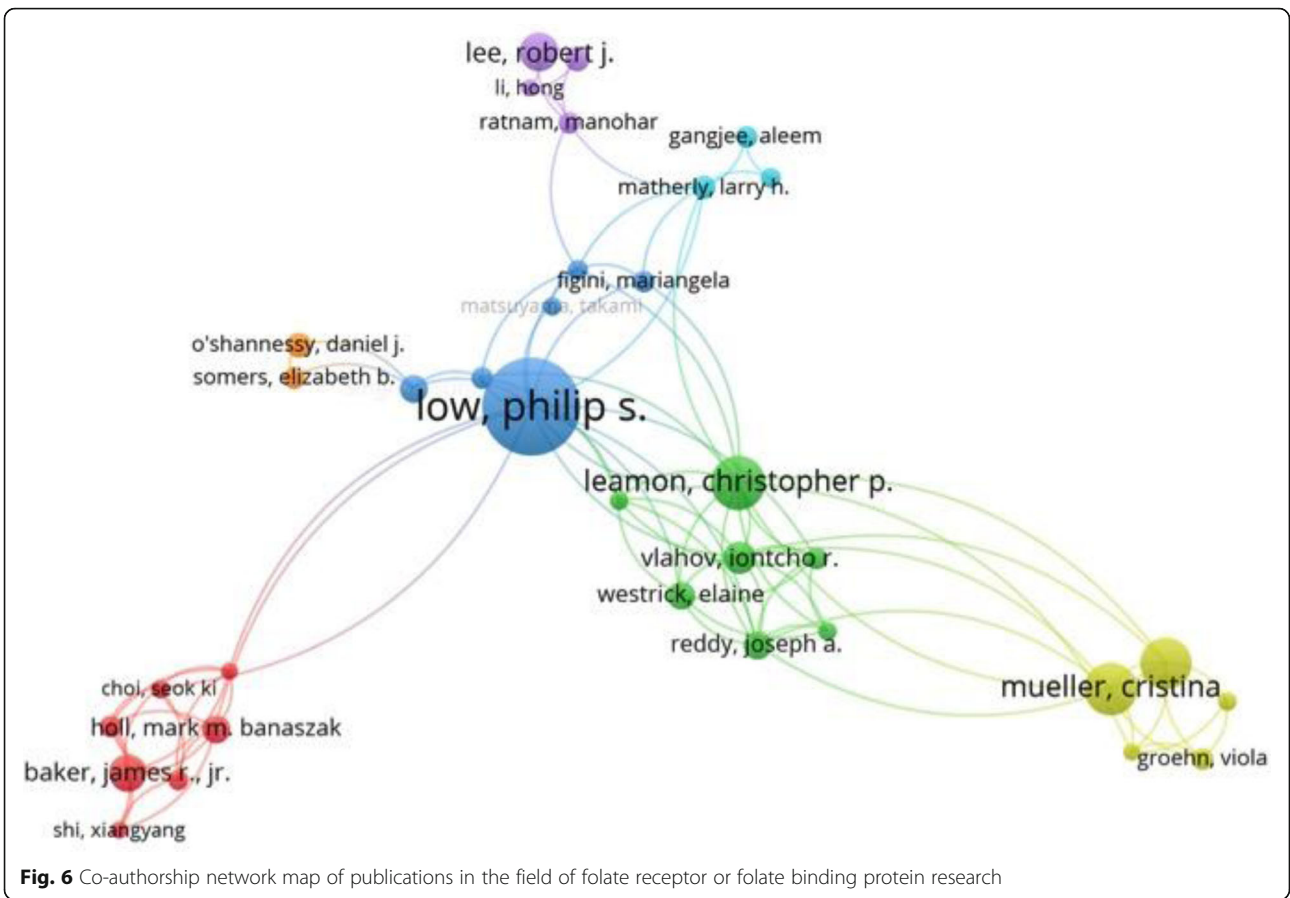 lee, robert j.
li, hong
ratnam, manohar
gangjee, aleem
matherly, larry h.
figini, mariangela
matsuyama, takami
o'shannessy, daniel j.
somers, elizabeth b.
low, philip s.
leamon, christopher p.
vlahov, iontcho r.
westrick, elaine
reddy, joseph a.
mueller, cristina
choi, seok ki
holl, mark m. banaszak
groehn, viola
baker, james r., jr.
shi, xiangyang
Fig. 6 Co-authorship network map of publications in the field of folate receptor or folate binding protein research